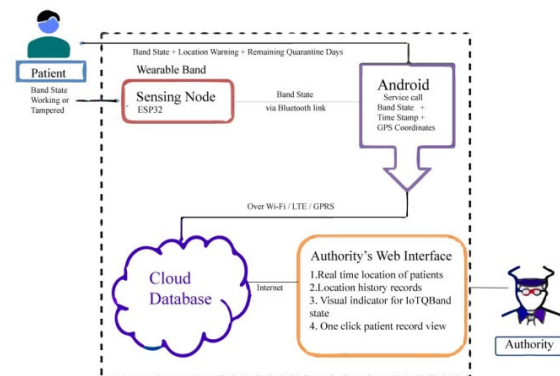 Band State + Location Warning + Remaining Quarantine Days
Patient
Band State
Working or
Tampered
Wearable Band
Sensing Node
ESP32
Band State
via Bluetooth link
Android
Service call
Band State +
Time Stamp +
GPS Coordinates
Over Wi-Fi / LTE / GPRS
Cloud
Database
Internet
Authority's Web Interface
1.Real time location of patients
2.Location history records
3. Visual indicator for IoTQBand
state
4. One click patient record view
Authority